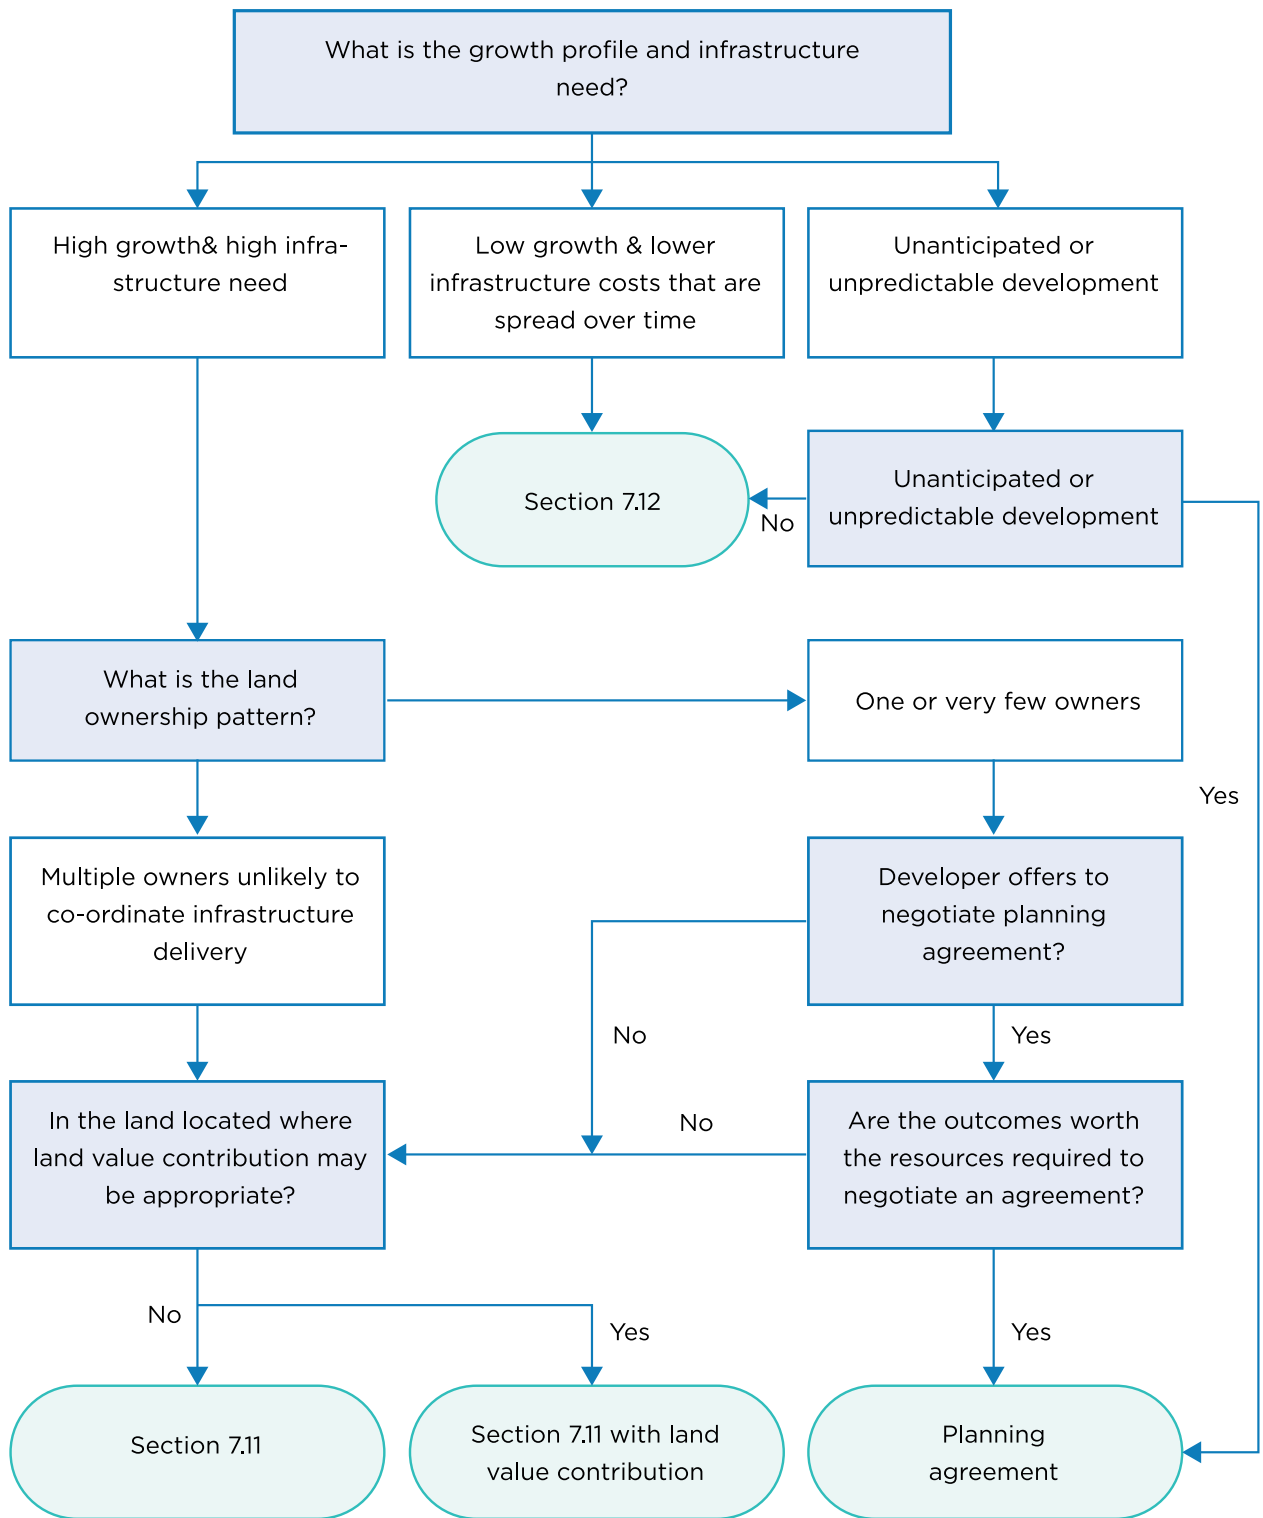 What is the growth profile and infrastructure
need?
High growth& high infra-
structure need
Low growth & lower
infrastructure costs that are
spread over time
Unanticipated or
unpredictable development
Section 7.12
No
Unanticipated or
unpredictable development
What is the land
ownership pattern?
One or very few owners
Yes
Multiple owners unlikely to
co-ordinate infrastructure
delivery
Developer offers to
negotiate planning
agreement?
No
Yes
In the land located where
land value contribution may
be appropriate?
No
Are the outcomes worth
the resources required to
negotiate an agreement?
No
Yes
Yes
Section 7.11
Section 7.11 with land
value contribution
Planning
agreement